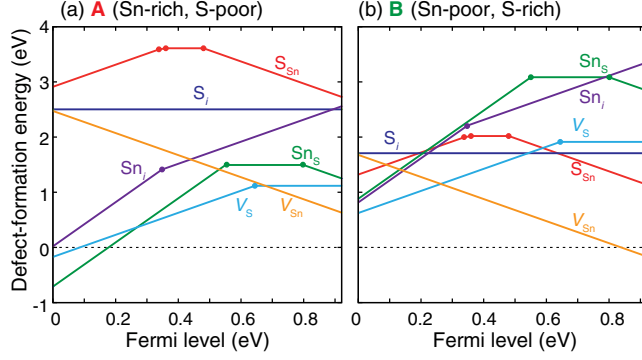 (a) A (Sn-rich, S-poor)
(b) B (Sn-poor, S-rich)
Defect-formation energy (eV)
4
3
2
1
0
-1
S_Sn
S_i
Sn_i
Sn_S
V_S
V_Sn
0
0.2
0.4
0.6
0.8
Fermi level (eV)
Sn_S
Sn_i
V_S
S_i
S_Sn
V_Sn
0
0.2
0.4
0.6
0.8
Fermi level (eV)